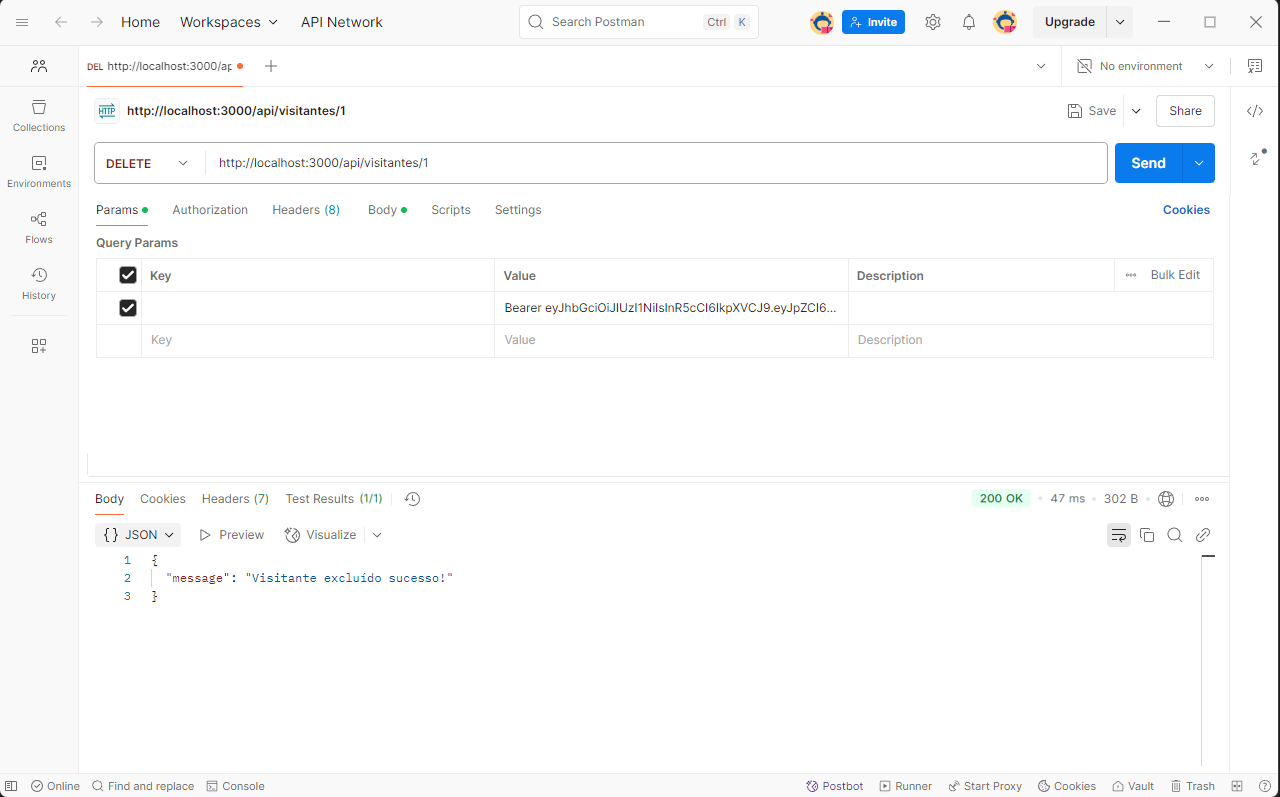 Home Workspaces API Network Search Postman Ctrl K Invite Upgrade
DEL http://localhost:3000/ap No environment
Collections
Environments
Flows
History
HTTP http://localhost:3000/api/visitantes/1 Save Share
DELETE http://localhost:3000/api/visitantes/1 Send
Params Authorization Headers (8) Body Scripts Settings Cookies
Query Params
Key Value Description Bulk Edit
Bearer eyJhbGciOiJIUzI1NiIsInR5cCI6IkpXVCJ9.eyJpZCI6...
Key Value Description
Body Cookies Headers (7) Test Results (1/1) 200 OK 47 ms 302 B
{} JSON Preview Visualize
1 {
2 "message": "Visitante excluído sucesso!"
3 }
Online Find and replace Console Postbot Runner Start Proxy Cookies Vault Trash